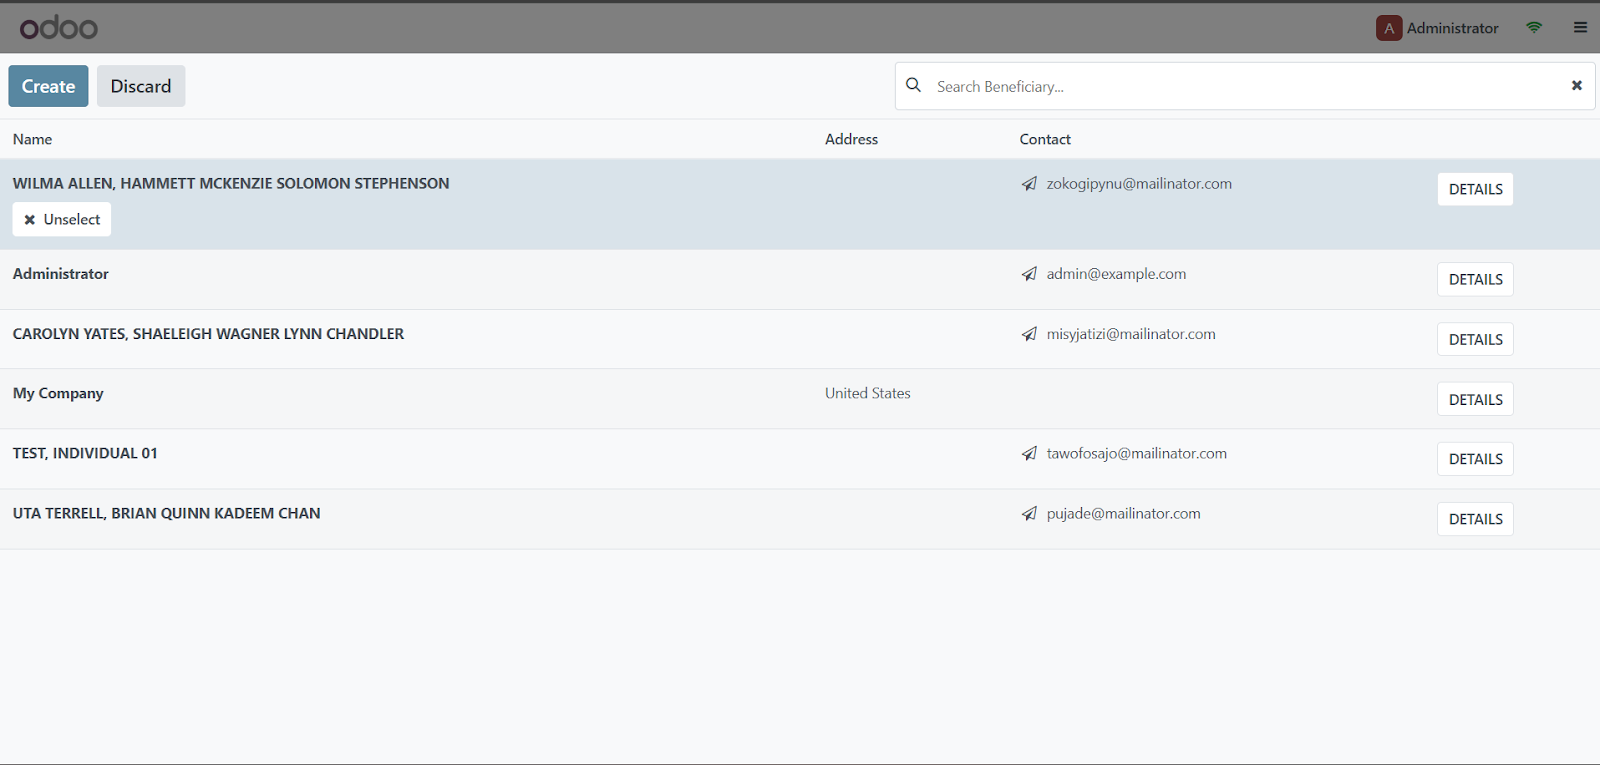 odoo
A Administrator
Create Discard Search Beneficiary...
Name Address Contact
WILMA ALLEN, HAMMETT MCKENZIE SOLOMON STEPHENSON zokogipynu@mailinator.com DETAILS
Unselect
Administrator admin@example.com DETAILS
CAROLYN YATES, SHAELEIGH WAGNER LYNN CHANDLER misyjatizi@mailinator.com DETAILS
My Company United States DETAILS
TEST, INDIVIDUAL 01 tawofosajo@mailinator.com DETAILS
UTA TERRELL, BRIAN QUINN KADEEM CHAN pujade@mailinator.com DETAILS